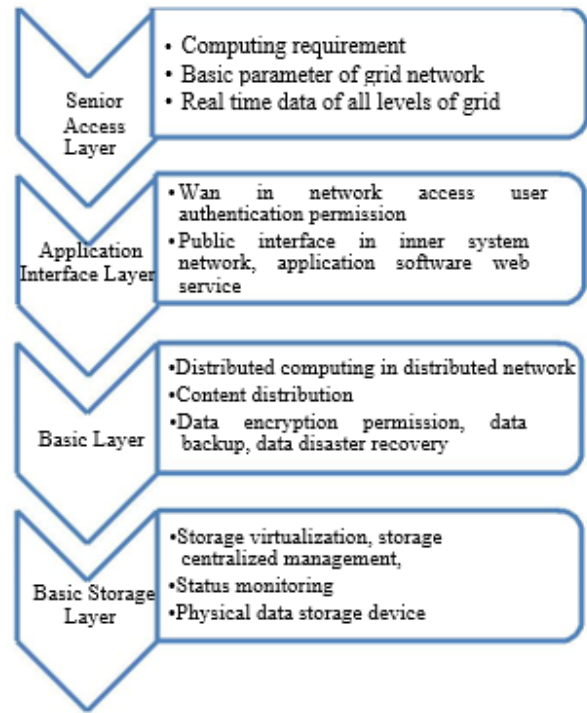 Senior
Access
Layer
• Computing requirement
• Basic parameter of grid network
• Real time data of all levels of grid
Application
Interface Layer
• Wan in network access user
authentication permission
• Public interface in inner system
network, application software web
service
Basic Layer
•Distributed computing in distributed network
•Content distribution
•Data encryption permission, data
backup, data disaster recovery
Basic Storage
Layer
•Storage virtualization, storage
centralized management,
•Status monitoring
•Physical data storage device